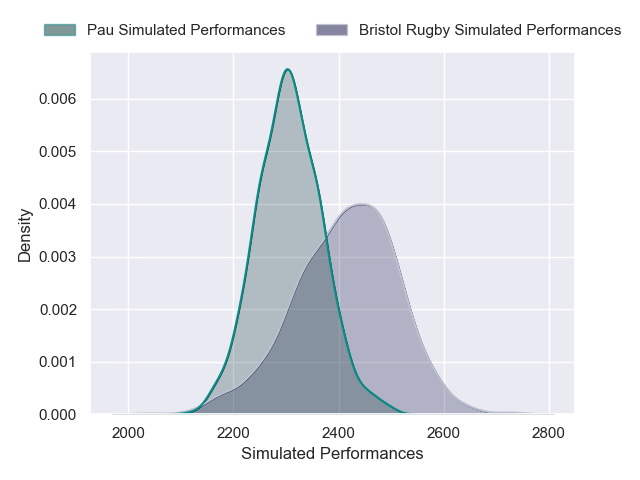 Pau Simulated Performances Bristol Rugby Simulated Performances
0.006
0.005
0.004
0.003
0.002
0.001
0.000
Density
2000 2200 2400 2600 2800
Simulated Performances